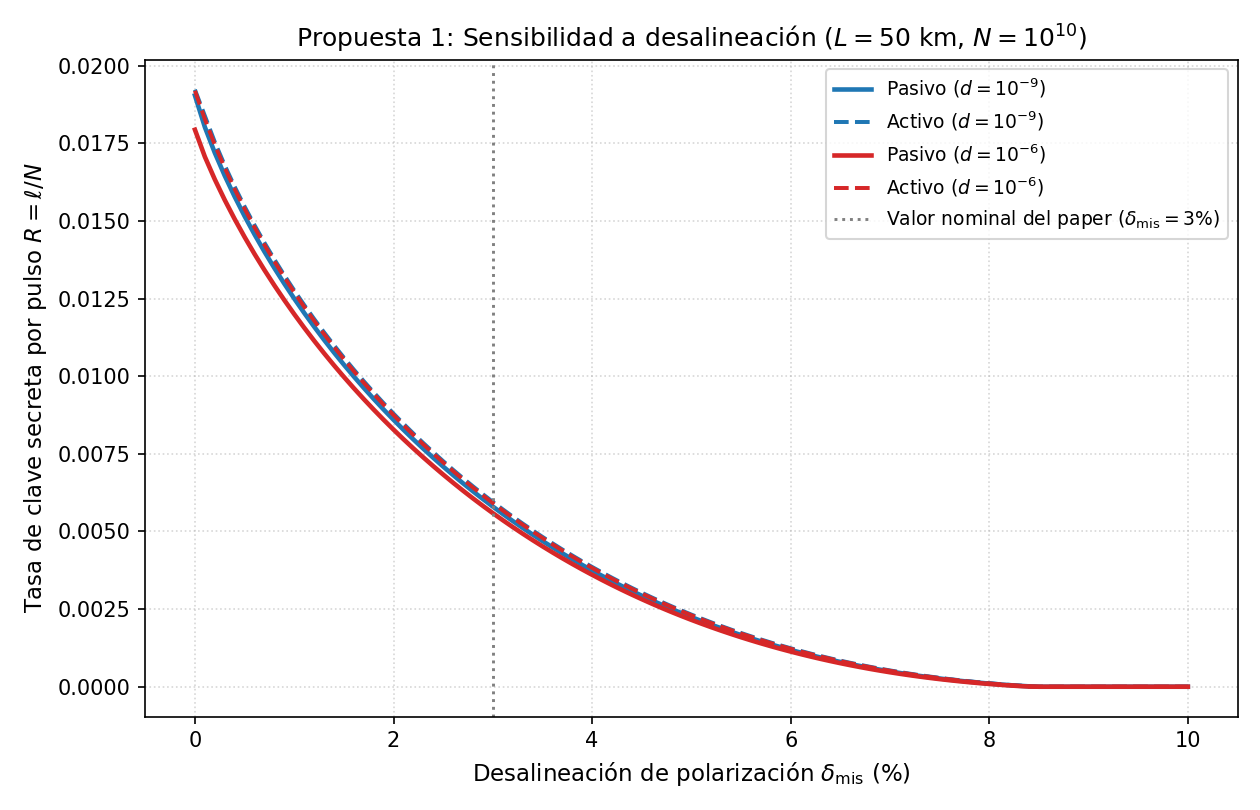 Propuesta 1: Sensibilidad a desalineación (L = 50 km, N = 10¹⁰)
Pasivo (d = 10⁻⁹)
Activo (d = 10⁻⁹)
Pasivo (d = 10⁻⁶)
Activo (d = 10⁻⁶)
Valor nominal del paper (δ_mis = 3%)
Tasa de clave secreta por pulso R = ℓ/N
0.0200
0.0175
0.0150
0.0125
0.0100
0.0075
0.0050
0.0025
0.0000
0 2 4 6 8 10
Desalineación de polarización δ_mis (%)